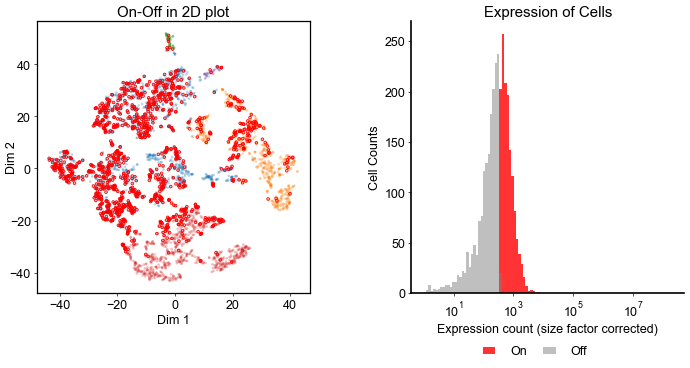 On-Off in 2D plot
40
20
0
−20
−40
Dim 2
−40 −20 0 20 40
Dim 1
Expression of Cells
250
200
150
100
50
0
Cell Counts
10^1 10^3 10^5 10^7
Expression count (size factor corrected)
On Off